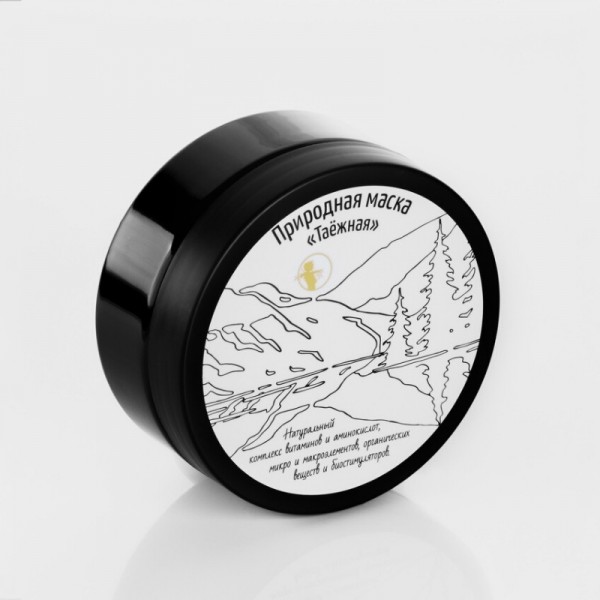 Природная маска
«Таёжная»
Натуральный
комплекс витаминов и аминокислот,
микро и макроэлементов, органических
веществ и биостимуляторов.